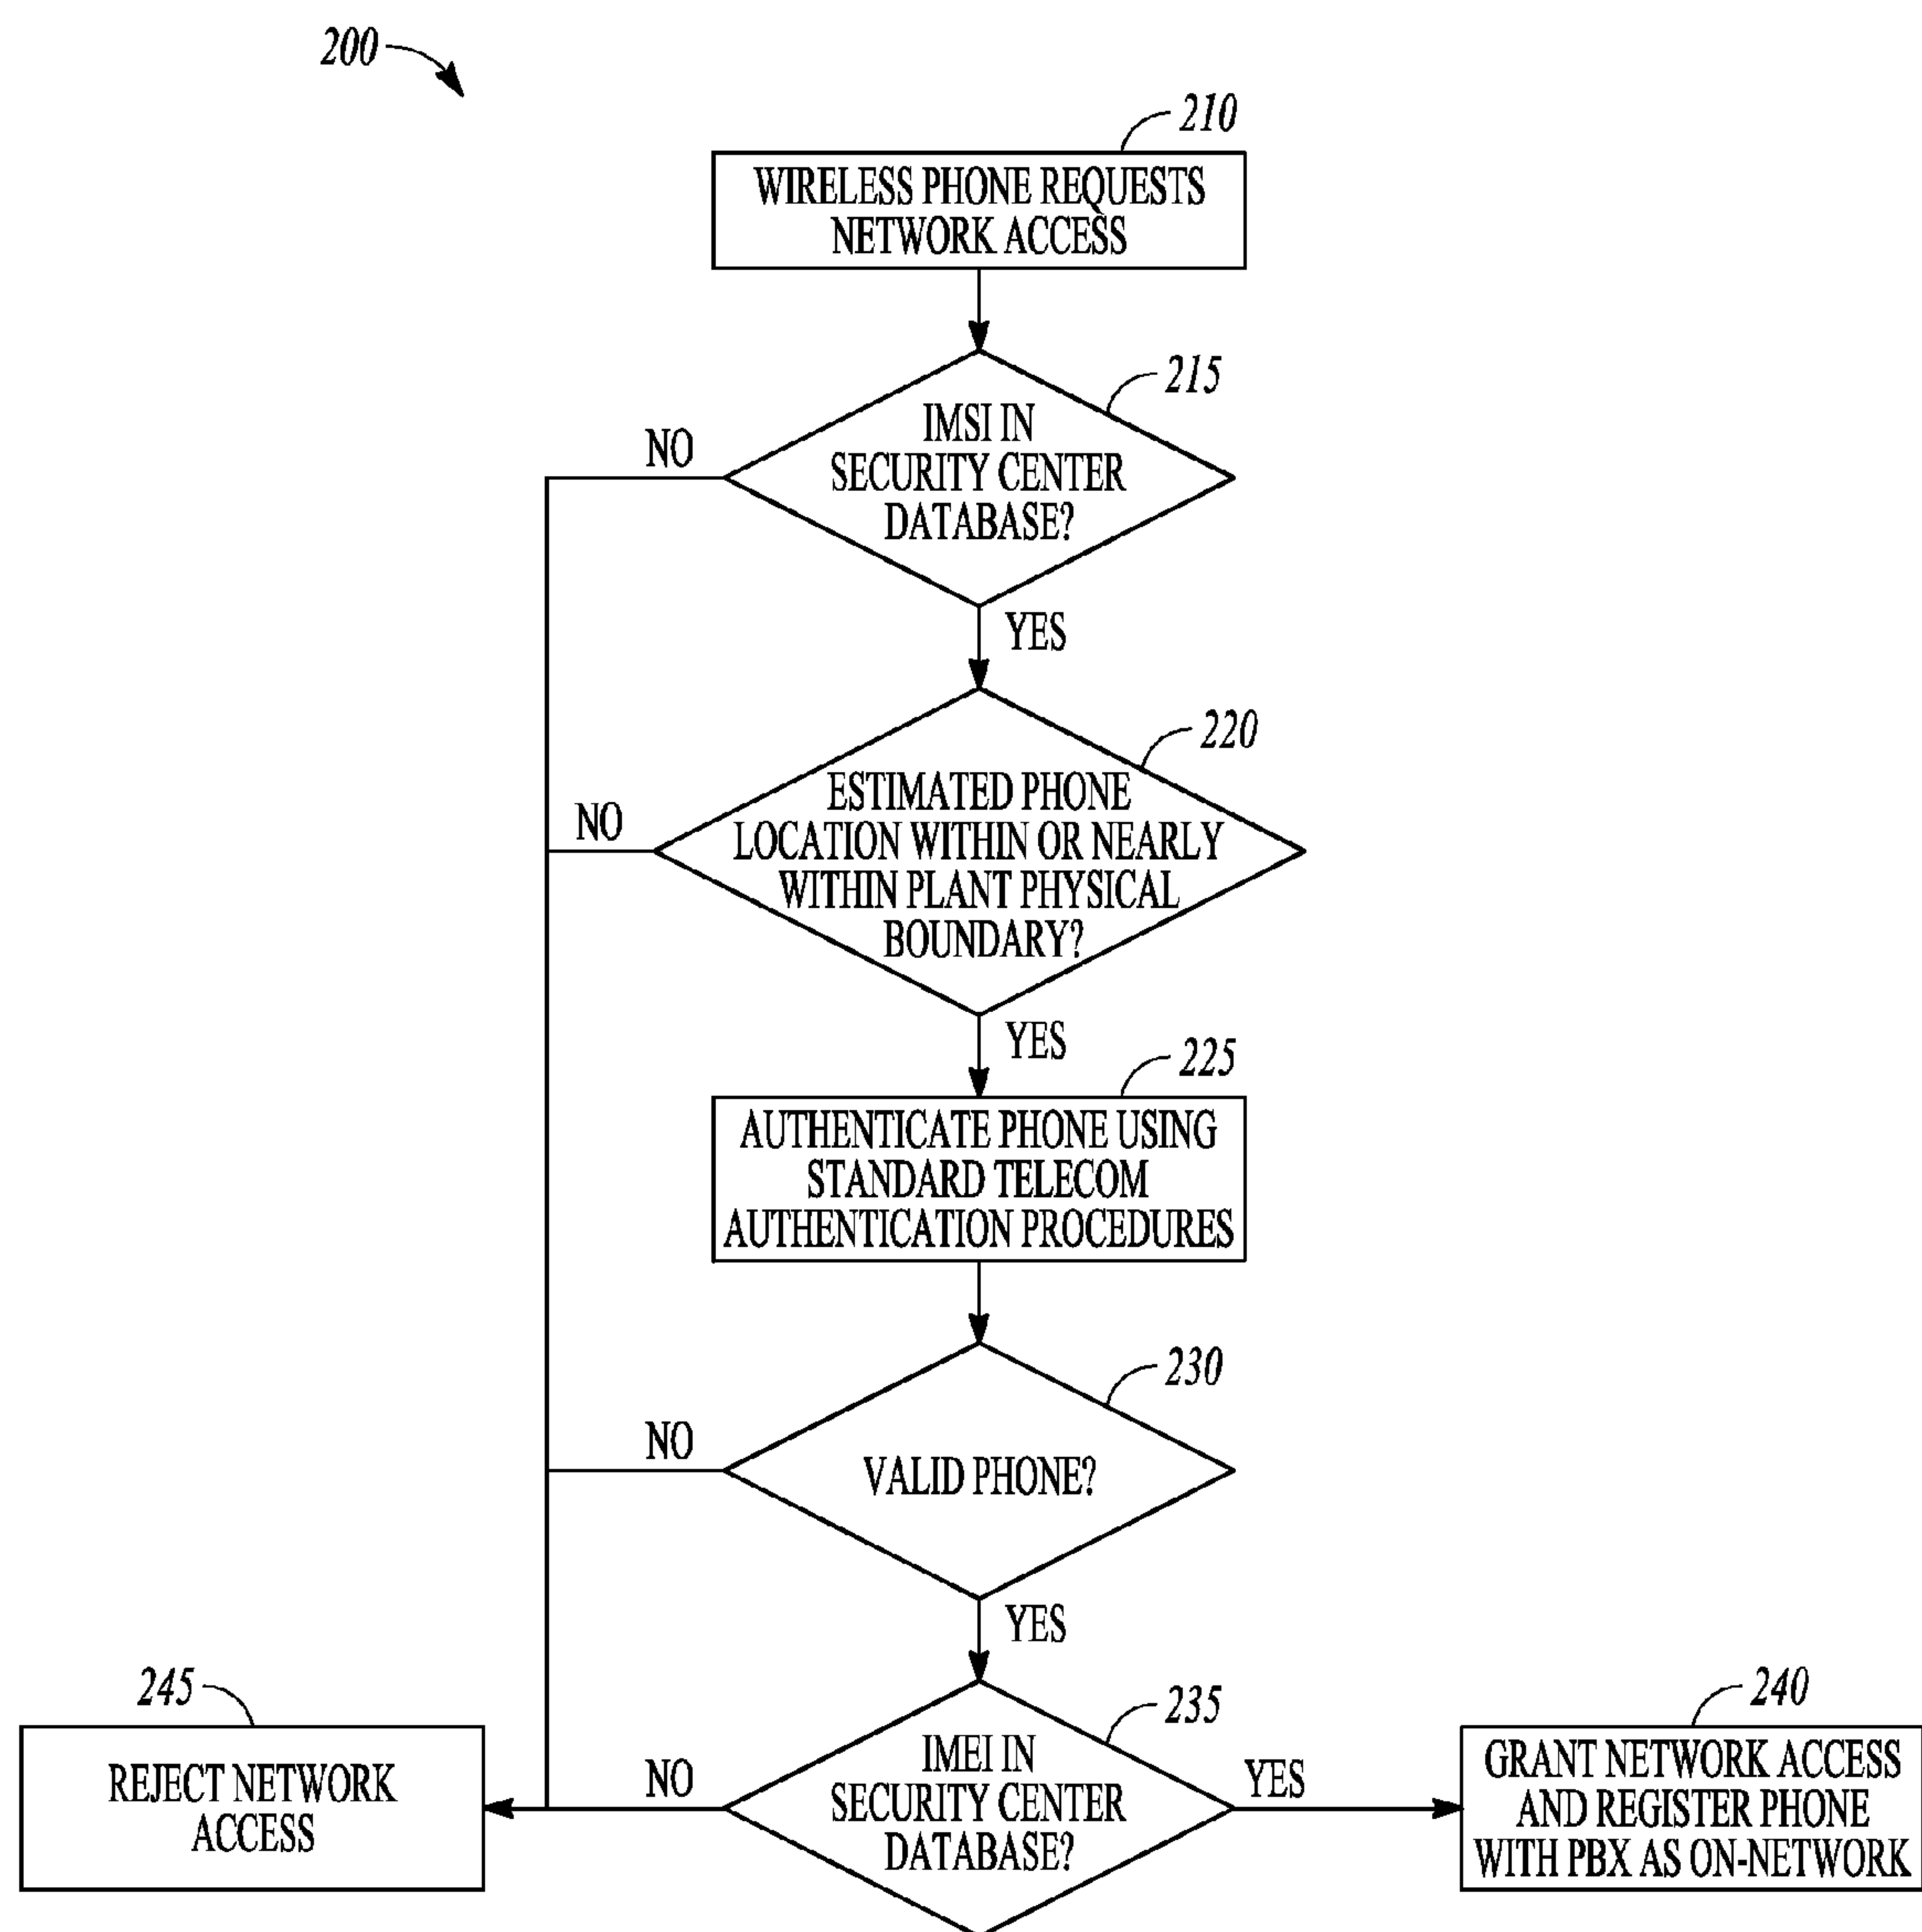 200
210
WIRELESS PHONE REQUESTS
NETWORK ACCESS
215
IMSI IN
SECURITY CENTER
DATABASE?
NO
YES
220
ESTIMATED PHONE
LOCATION WITHIN OR NEARLY
WITHIN PLANT PHYSICAL
BOUNDARY?
NO
YES
225
AUTHENTICATE PHONE USING
STANDARD TELECOM
AUTHENTICATION PROCEDURES
230
VALID PHONE?
NO
YES
245
REJECT NETWORK
ACCESS
NO
235
IMEI IN
SECURITY CENTER
DATABASE?
YES
240
GRANT NETWORK ACCESS
AND REGISTER PHONE
WITH PBX AS ON-NETWORK